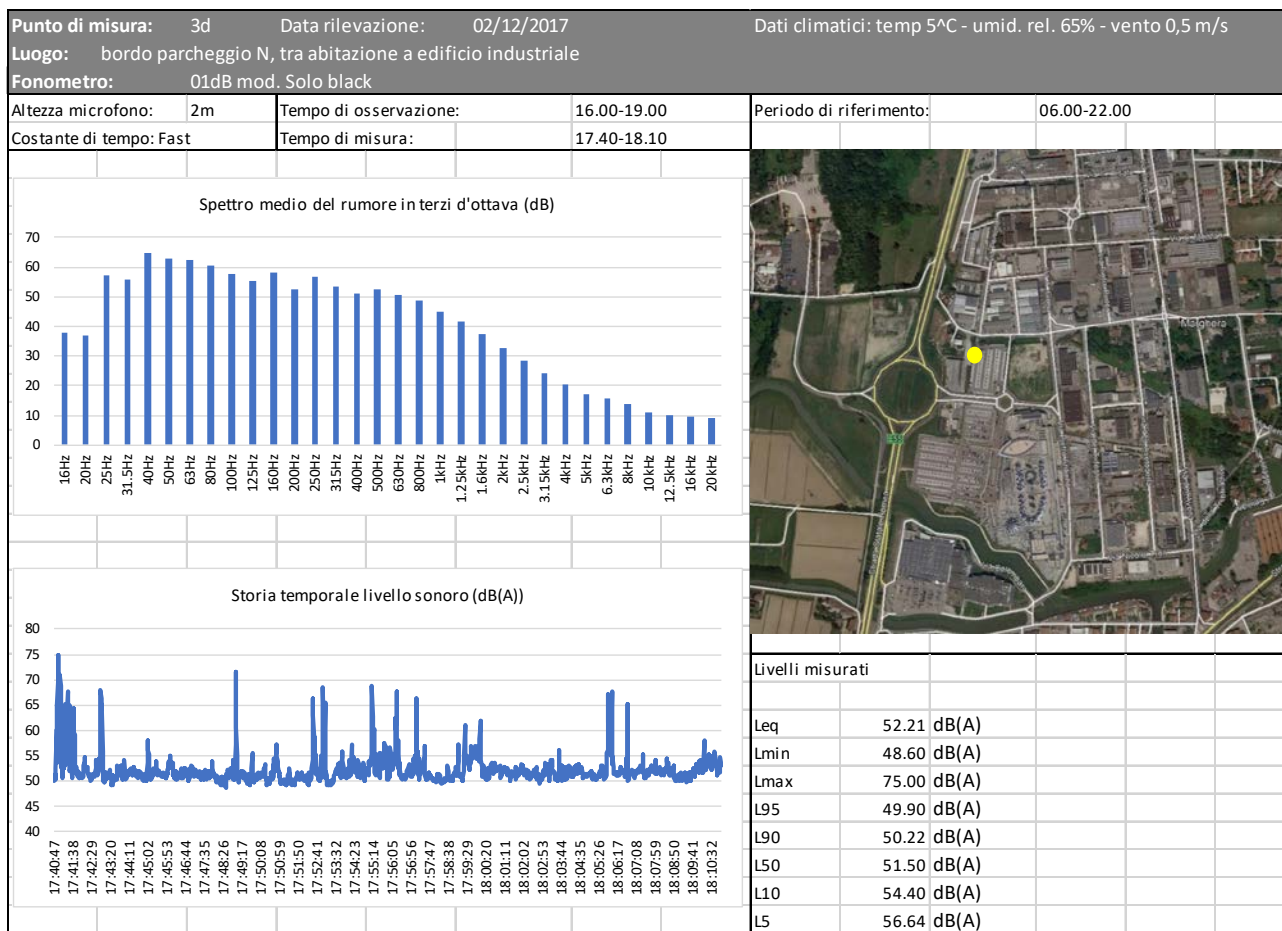 Punto di misura: 3d Data rilevazione: 02/12/2017 Dati climatici: temp 5^C - umid. rel. 65% - vento 0,5 m/s
Luogo: bordo parcheggio N, tra abitazione a edificio industriale
Fonometro: 01dB mod. Solo black
Altezza microfono: 2m Tempo di osservazione: 16.00-19.00 Periodo di riferimento: 06.00-22.00
Costante di tempo: Fast Tempo di misura: 17.40-18.10
Spettro medio del rumore in terzi d'ottava (dB)
70
60
50
40
30
20
10
0
16Hz 20Hz 25Hz 31.5Hz 40Hz 50Hz 63Hz 80Hz 100Hz 125Hz 160Hz 200Hz 250Hz 315Hz 400Hz 500Hz 630Hz 800Hz 1kHz 1.25kHz 1.6kHz 2kHz 2.5kHz 3.15kHz 4kHz 5kHz 6.3kHz 8kHz 10kHz 12.5kHz 16kHz 20kHz
Marghera
Storia temporale livello sonoro (dB(A))
80
75
70
65
60
55
50
45
40
17:40:47 17:41:38 17:42:29 17:43:20 17:44:11 17:45:02 17:45:53 17:46:44 17:47:35 17:48:26 17:49:17 17:50:08 17:50:59 17:51:50 17:52:41 17:53:32 17:54:23 17:55:14 17:56:05 17:56:56 17:57:47 17:58:38 17:59:29 18:00:20 18:01:11 18:02:02 18:02:53 18:03:44 18:04:35 18:05:26 18:06:17 18:07:08 18:07:59 18:08:50 18:09:41 18:10:32
Livelli misurati
Leq 52.21 dB(A)
Lmin 48.60 dB(A)
Lmax 75.00 dB(A)
L95 49.90 dB(A)
L90 50.22 dB(A)
L50 51.50 dB(A)
L10 54.40 dB(A)
L5 56.64 dB(A)